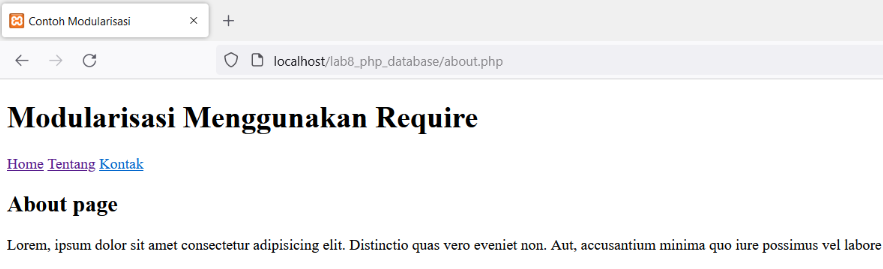 Contoh Modularisasi
localhost/lab8_php_database/about.php
Modularisasi Menggunakan Require
Home Tentang Kontak
About page
Lorem, ipsum dolor sit amet consectetur adipisicing elit. Distinctio quas vero eveniet non. Aut, accusantium minima quo iure possimus vel labore